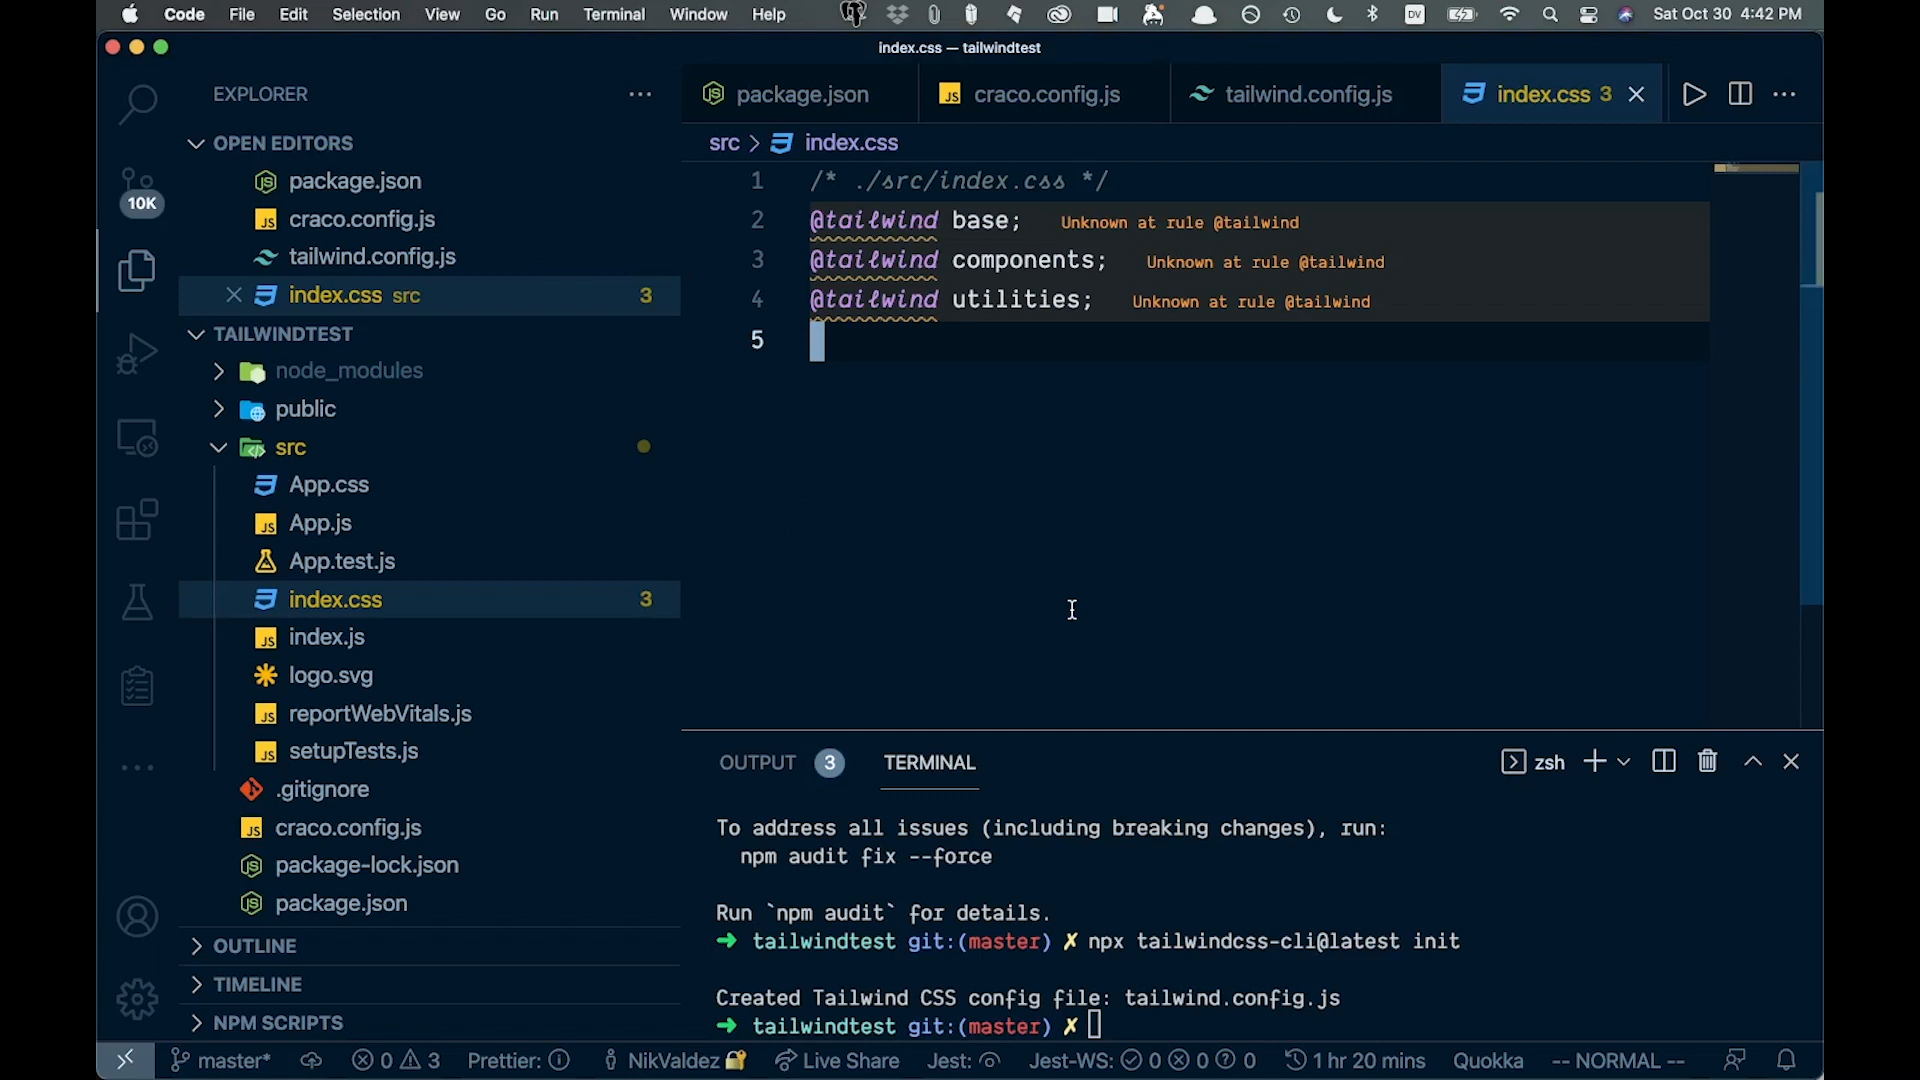 Code File Edit Selection View Go Run Terminal Window Help DV Sat Oct 30 4:42 PM
index.css — tailwindtest
EXPLORER
10K
OPEN EDITORS
package.json
craco.config.js
tailwind.config.js
index.css src 3
TAILWINDTEST
node_modules
public
src
App.css
App.js
App.test.js
index.css 3
index.js
logo.svg
reportWebVitals.js
setupTests.js
.gitignore
craco.config.js
package-lock.json
package.json
OUTLINE
TIMELINE
NPM SCRIPTS
package.json craco.config.js tailwind.config.js index.css 3
src > index.css
1 /* ./src/index.css */
2 @tailwind base; Unknown at rule @tailwind
3 @tailwind components; Unknown at rule @tailwind
4 @tailwind utilities; Unknown at rule @tailwind
5
OUTPUT 3 TERMINAL zsh
To address all issues (including breaking changes), run:
npm audit fix --force
Run `npm audit` for details.
➜ tailwindtest git:(master) ✗ npx tailwindcss-cli@latest init
Created Tailwind CSS config file: tailwind.config.js
➜ tailwindtest git:(master) ✗
master* 0 3 Prettier: NikValdez Live Share Jest: Jest-WS: 0 0 0 1 hr 20 mins Quokka -- NORMAL --